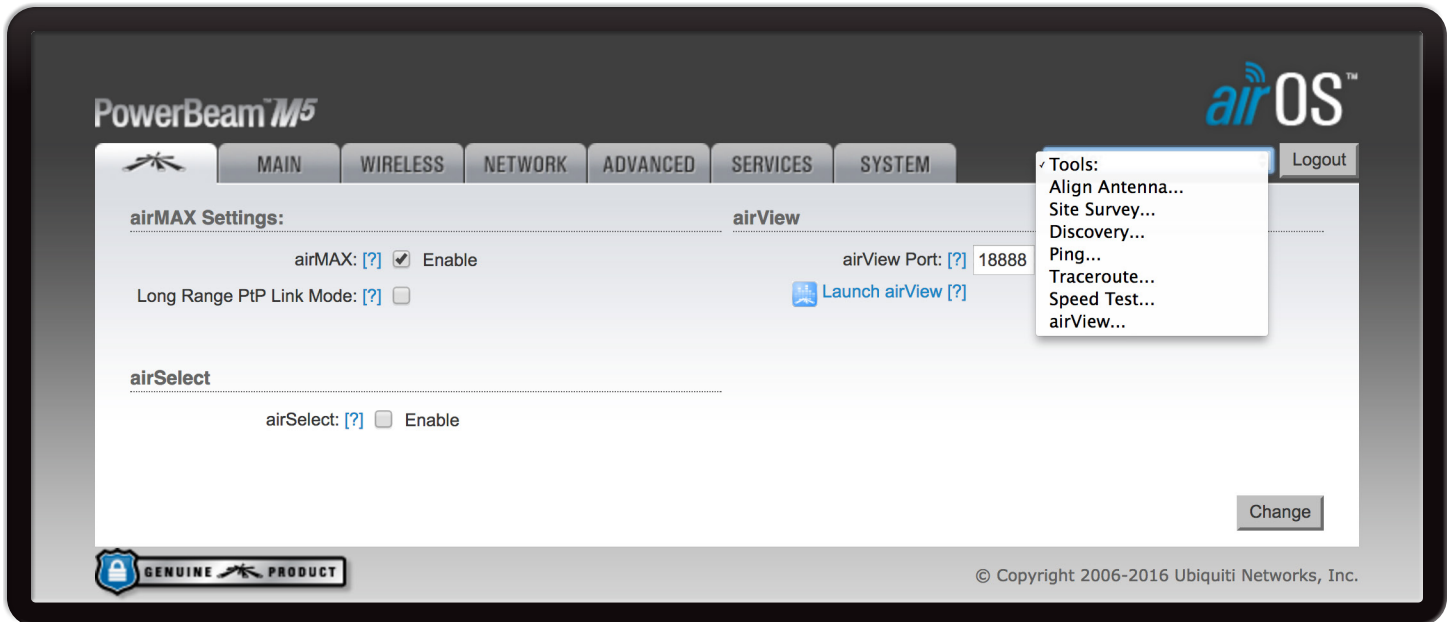 PowerBeam™ M5
airOS™
MAIN
WIRELESS
NETWORK
ADVANCED
SERVICES
SYSTEM
✓ Tools:
Align Antenna...
Site Survey...
Discovery...
Ping...
Traceroute...
Speed Test...
airView...
Logout
airMAX Settings:
airMAX: [?] Enable
Long Range PtP Link Mode: [?]
airView
airView Port: [?] 18888
Launch airView [?]
airSelect
airSelect: [?] Enable
Change
GENUINE PRODUCT
© Copyright 2006-2016 Ubiquiti Networks, Inc.